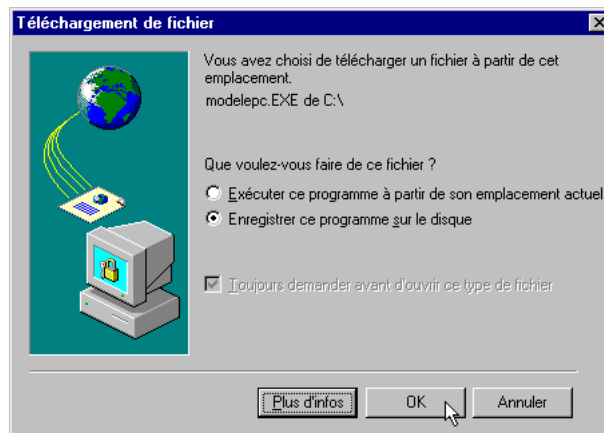 Téléchargement de fichier
Vous avez choisi de télécharger un fichier à partir de cet
emplacement.
modelepc.EXE de C:\
Que voulez-vous faire de ce fichier ?
Exécuter ce programme à partir de son emplacement actuel
Enregistrer ce programme sur le disque
Toujours demander avant d'ouvrir ce type de fichier
Plus d'infos OK Annuler